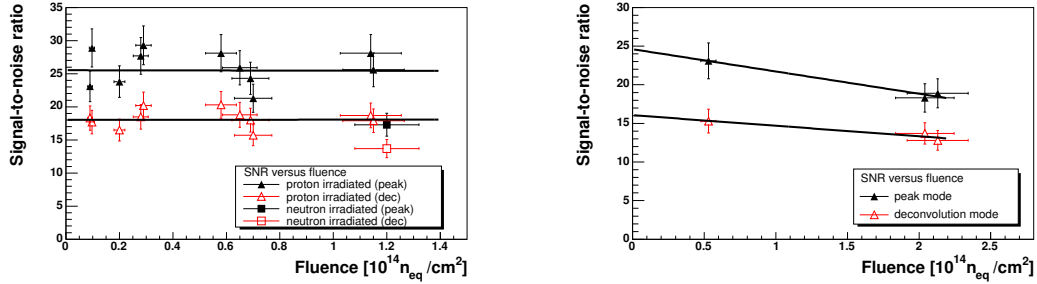 Signal-to-noise ratio
35
30
25
20
15
10
5
0
SNR versus fluence
proton irradiated (peak)
proton irradiated (dec)
neutron irradiated (peak)
neutron irradiated (dec)
0 0.2 0.4 0.6 0.8 1 1.2 1.4
Fluence [10^14 n_eq /cm²]
Signal-to-noise ratio
30
25
20
15
10
5
0
SNR versus fluence
peak mode
deconvolution mode
0 0.5 1 1.5 2 2.5
Fluence [10^14 n_eq /cm²]